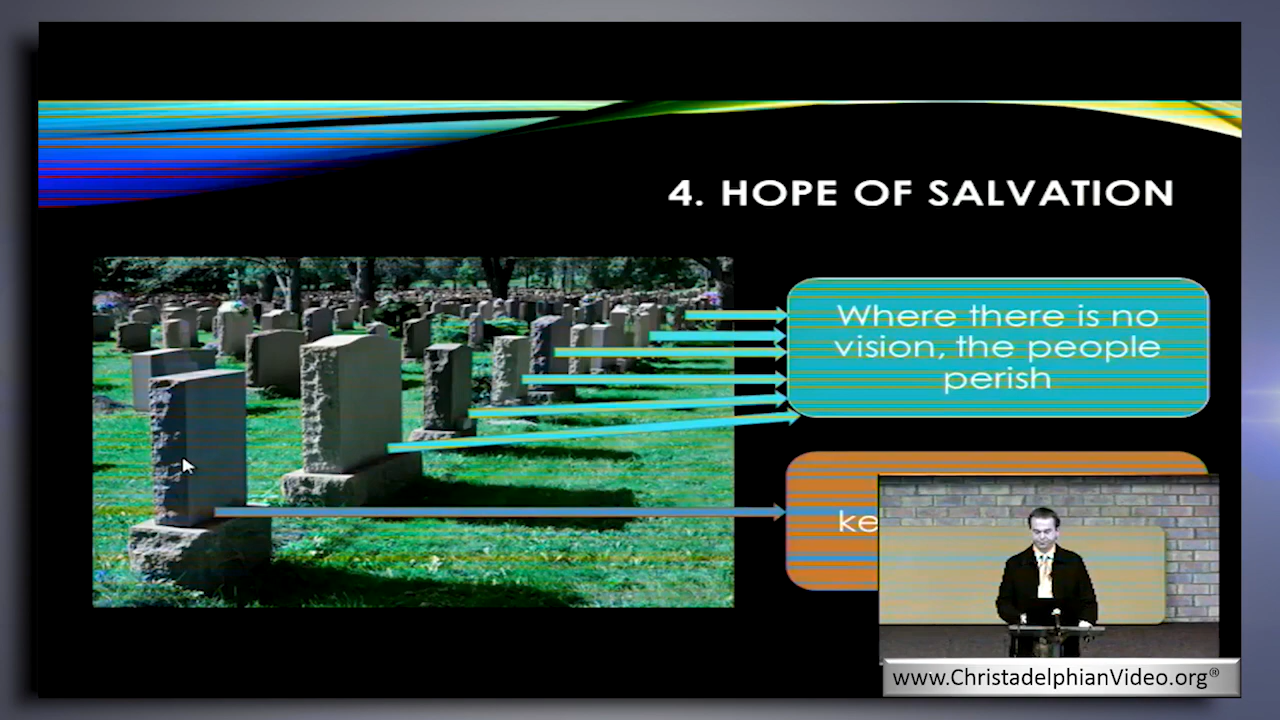 4. HOPE OF SALVATION
Where there is no
vision, the people
perish
ke
www.ChristadelphianVideo.org®